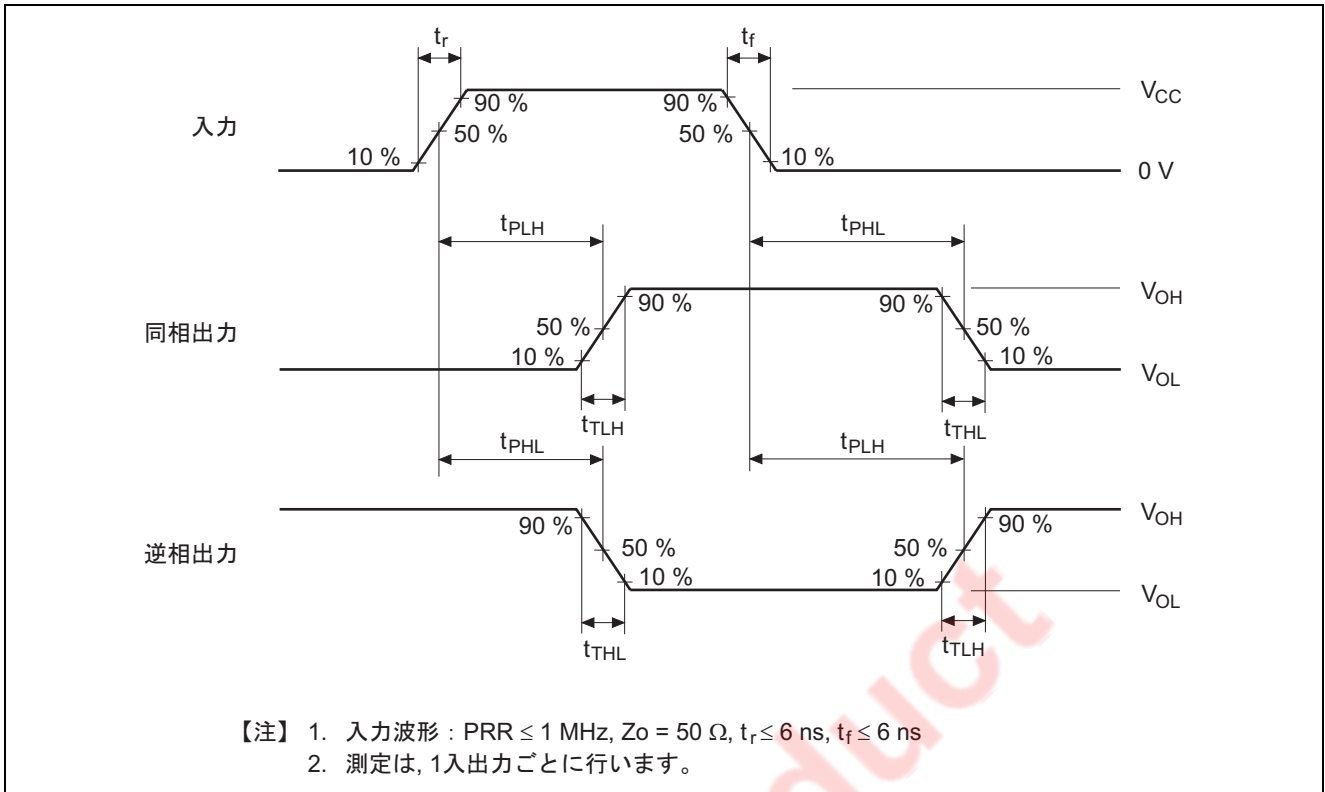 tr
tf
90 %
90 %
VCC
入力
50 %
50 %
10 %
10 %
0 V
tPLH
tPHL
90 %
90 %
VOH
同相出力
50 %
50 %
10 %
10 %
VOL
tTLH
tTHL
tPHL
tPLH
VOH
90 %
90 %
逆相出力
50 %
50 %
10 %
10 %
VOL
tTHL
tTLH
【注】 1. 入力波形：PRR ≤ 1 MHz, Zo = 50 Ω, tr ≤ 6 ns, tf ≤ 6 ns
2. 測定は, 1入出力ごとに行います。
duct